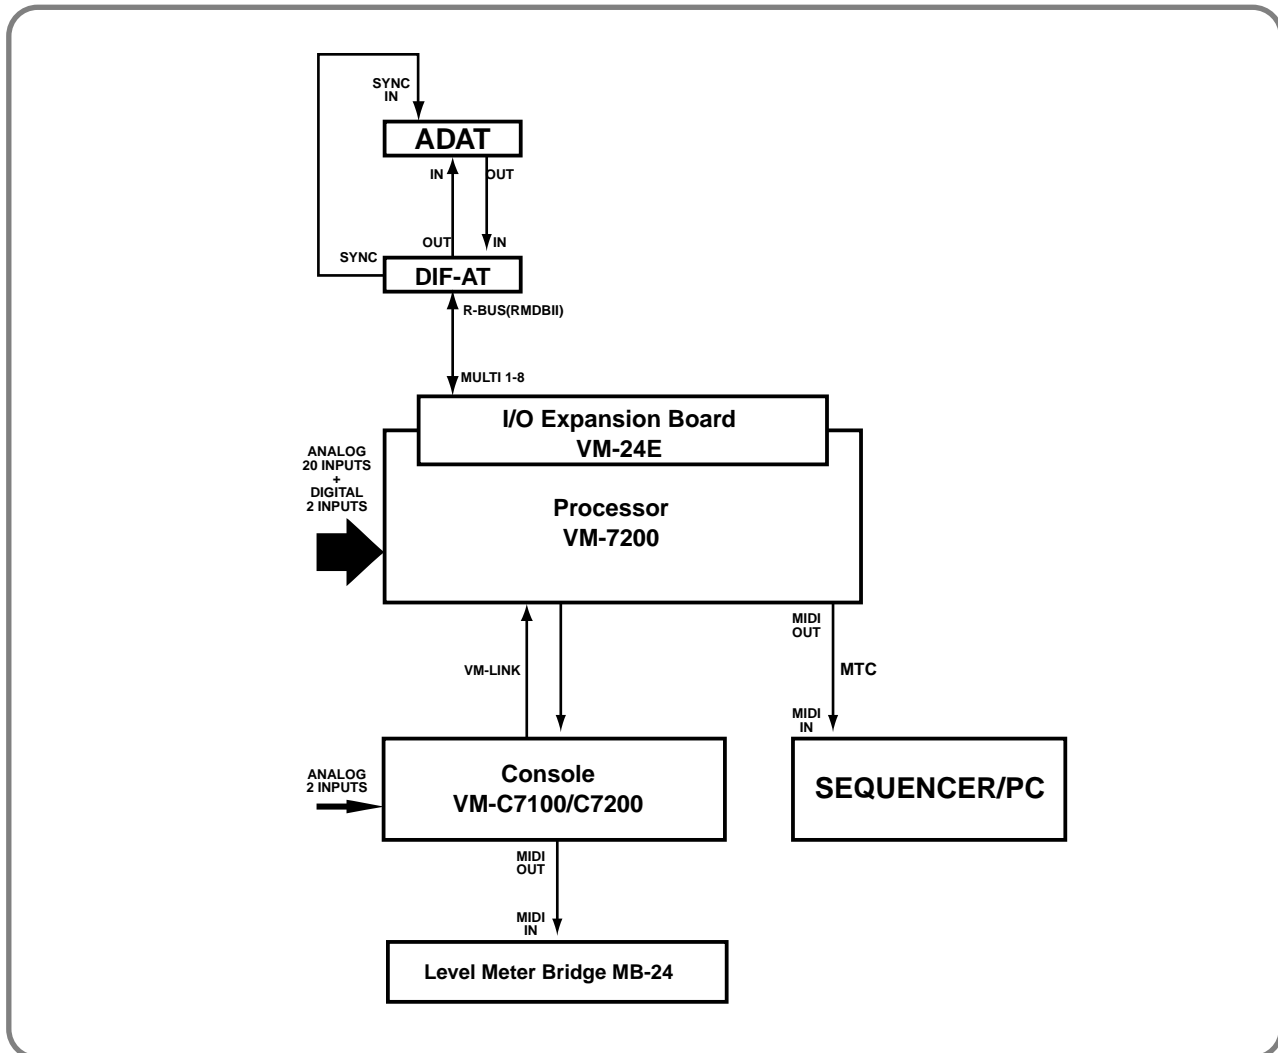 SYNC
IN
ADAT
IN
OUT
OUT
IN
SYNC
DIF-AT
R-BUS(RMDBII)
MULTI 1-8
I/O Expansion Board
VM-24E
ANALOG
20 INPUTS
+
DIGITAL
2 INPUTS
Processor
VM-7200
MIDI
OUT
VM-LINK
MTC
MIDI
IN
ANALOG
2 INPUTS
Console
VM-C7100/C7200
SEQUENCER/PC
MIDI
OUT
MIDI
IN
Level Meter Bridge MB-24